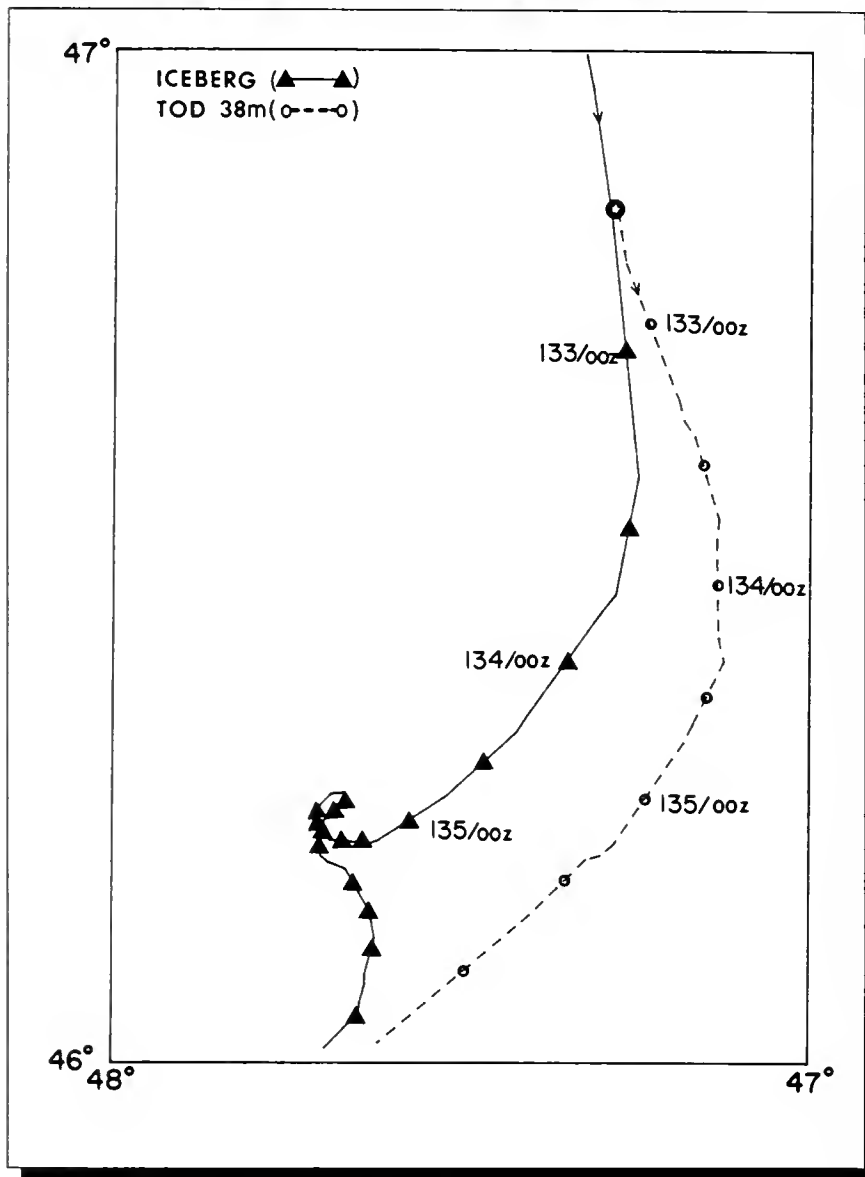 47°
ICEBERG (▲—▲)
TOD 38m (o----o)
133/00z
133/00z
134/00z
134/00z
135/00z
135/00z
46°
48°
47°